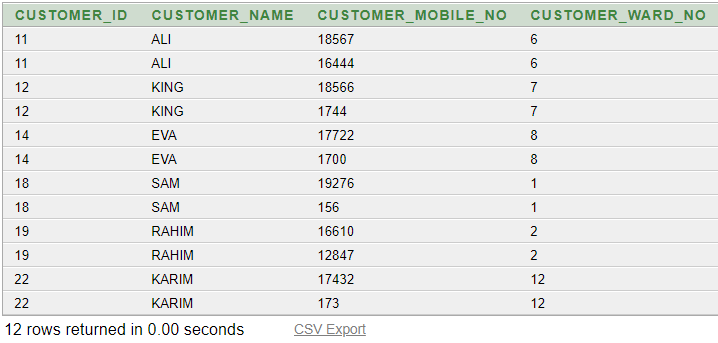 CUSTOMER_ID CUSTOMER_NAME CUSTOMER_MOBILE_NO CUSTOMER_WARD_NO
11 ALI 18567 6
11 ALI 16444 6
12 KING 18566 7
12 KING 1744 7
14 EVA 17722 8
14 EVA 1700 8
18 SAM 19276 1
18 SAM 156 1
19 RAHIM 16610 2
19 RAHIM 12847 2
22 KARIM 17432 12
22 KARIM 173 12
12 rows returned in 0.00 seconds CSV Export